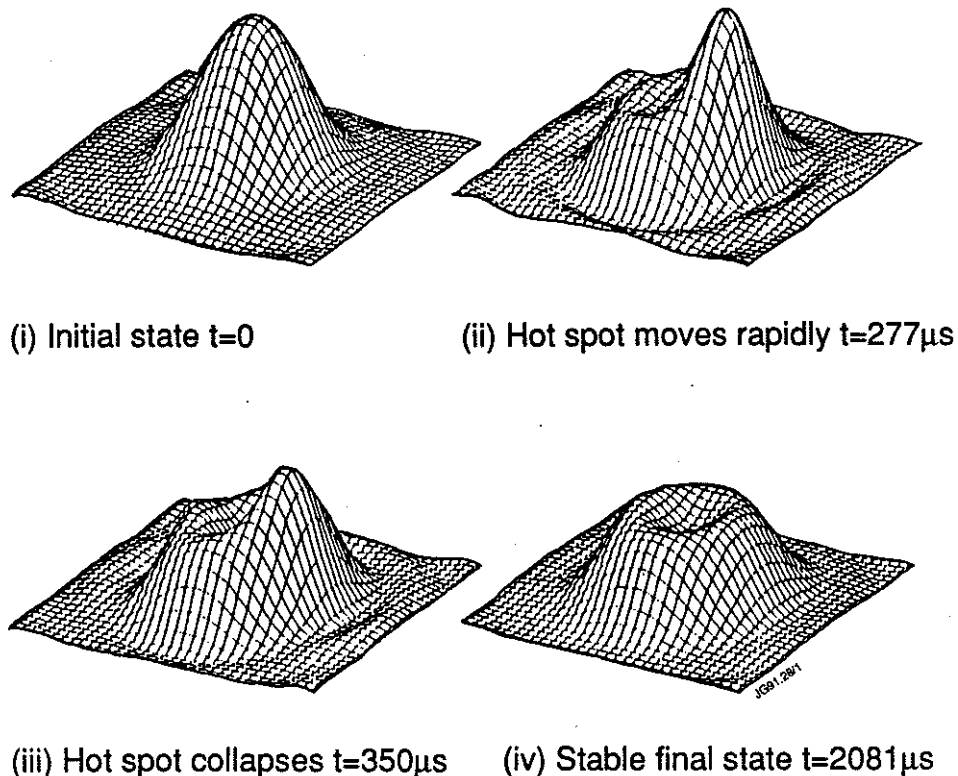 (i) Initial state t=0
(ii) Hot spot moves rapidly t=277μs
JG91.28/1
(iii) Hot spot collapses t=350μs
(iv) Stable final state t=2081μs